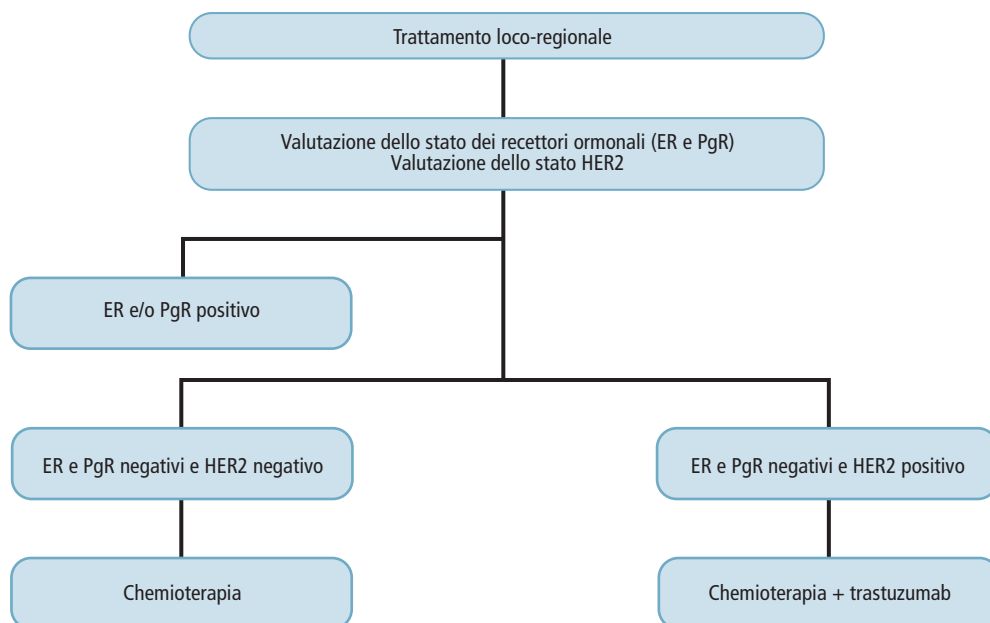 Trattamento loco-regionale
Valutazione dello stato dei recettori ormonali (ER e PgR)
Valutazione dello stato HER2
ER e/o PgR positivo
ER e PgR negativi e HER2 negativo
ER e PgR negativi e HER2 positivo
Chemioterapia
Chemioterapia + trastuzumab